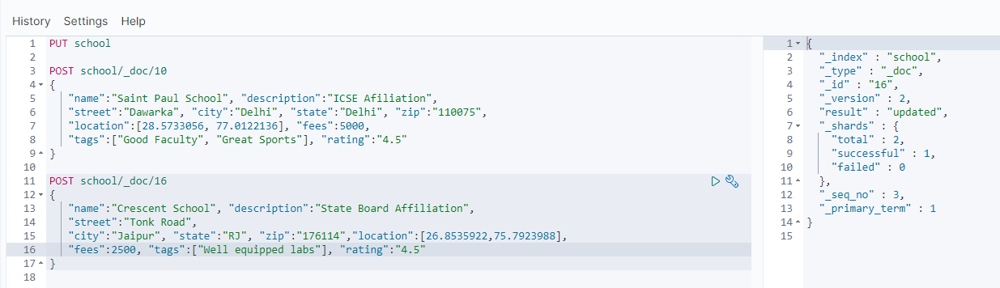 History Settings Help
1 PUT school
2
3 POST school/_doc/10
4 {
5 "name":"Saint Paul School", "description":"ICSE Afiliation",
6 "street":"Dawarka", "city":"Delhi", "state":"Delhi", "zip":"110075",
7 "location":[28.5733056, 77.0122136], "fees":5000,
8 "tags":["Good Faculty", "Great Sports"], "rating":"4.5"
9 }
10
11 POST school/_doc/16
12 {
13 "name":"Crescent School", "description":"State Board Affiliation",
14 "street":"Tonk Road",
15 "city":"Jaipur", "state":"RJ", "zip":"176114","location":[26.8535922,75.7923988],
16 "fees":2500, "tags":["Well equipped labs"], "rating":"4.5"
17 }
18
1 {
2 "_index" : "school",
3 "_type" : "_doc",
4 "_id" : "16",
5 "_version" : 2,
6 "result" : "updated",
7 "_shards" : {
8 "total" : 2,
9 "successful" : 1,
10 "failed" : 0
11 },
12 "_seq_no" : 3,
13 "_primary_term" : 1
14 }
15